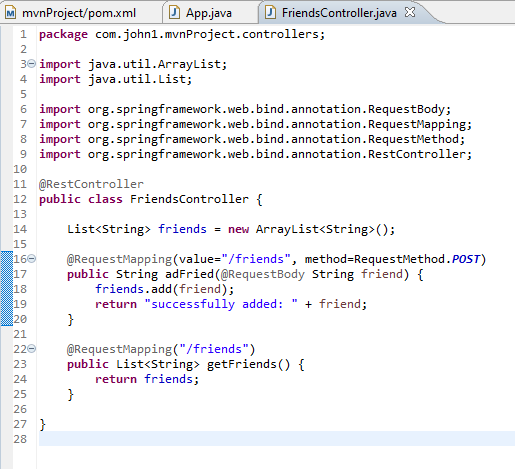 mvnProject/pom.xml App.java FriendsController.java
1 package com.john1.mvnProject.controllers;
2
3 import java.util.ArrayList;
4 import java.util.List;
5
6 import org.springframework.web.bind.annotation.RequestBody;
7 import org.springframework.web.bind.annotation.RequestMapping;
8 import org.springframework.web.bind.annotation.RequestMethod;
9 import org.springframework.web.bind.annotation.RestController;
10
11 @RestController
12 public class FriendsController {
13
14     List<String> friends = new ArrayList<String>();
15
16     @RequestMapping(value="/friends", method=RequestMethod.POST)
17     public String adFried(@RequestBody String friend) {
18         friends.add(friend);
19         return "successfully added: " + friend;
20     }
21
22     @RequestMapping("/friends")
23     public List<String> getFriends() {
24         return friends;
25     }
26
27 }
28